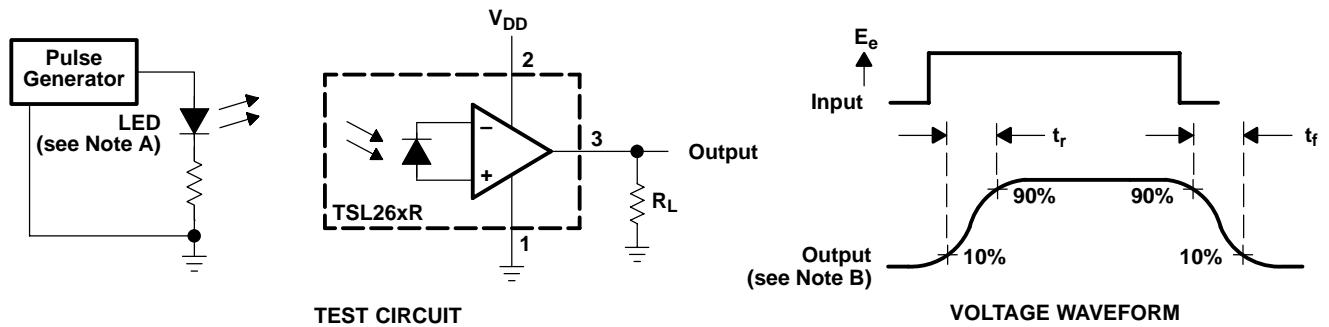 Pulse
Generator
LED
(see Note A)
V_DD
2
−
+
3
Output
R_L
TSL26xR
1
TEST CIRCUIT
E_e
Input
t_r
t_f
90%
90%
Output
(see Note B)
10%
10%
VOLTAGE WAVEFORM